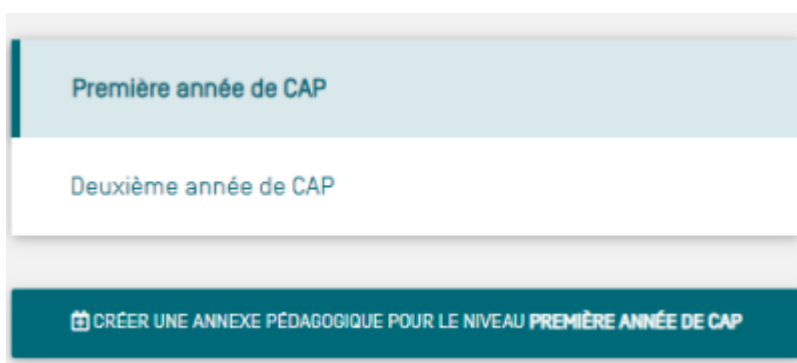 Première année de CAP
Deuxième année de CAP
CRÉER UNE ANNEXE PÉDAGOGIQUE POUR LE NIVEAU PREMIÈRE ANNÉE DE CAP